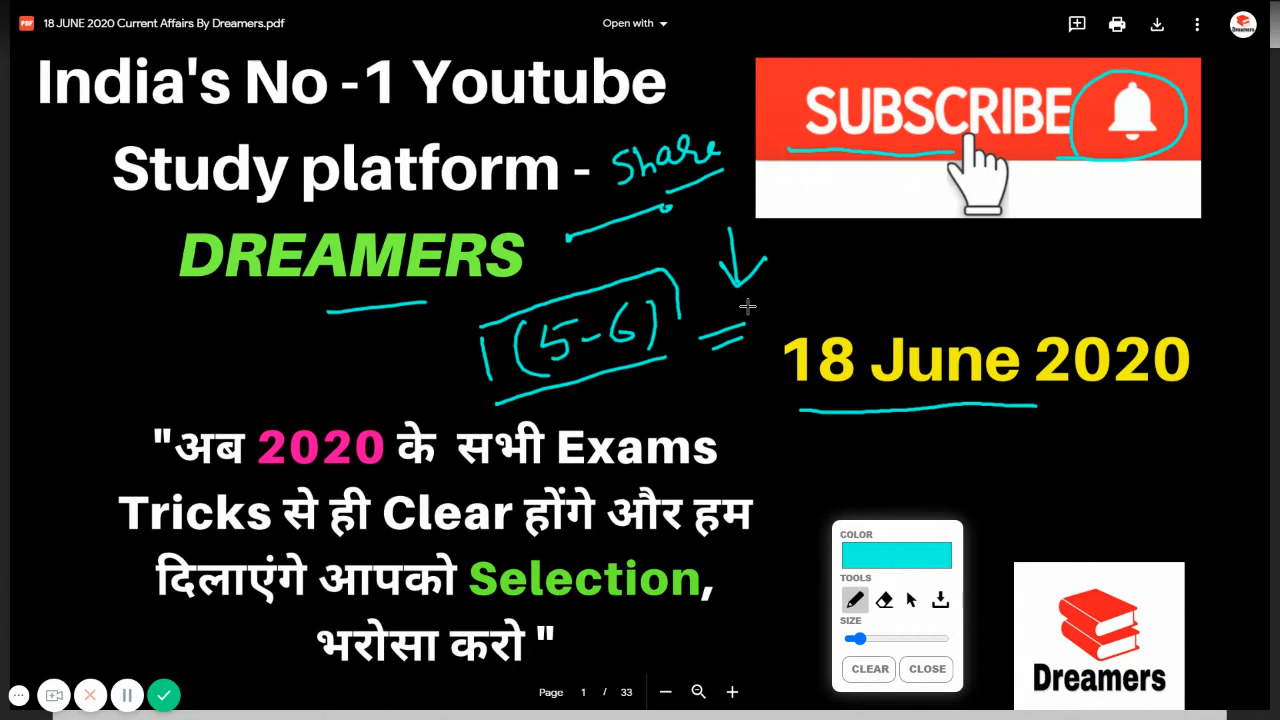 18 JUNE 2020 Current Affairs By Dreamers.pdf
Open with
Dreamers
India's No -1 Youtube
Study platform -
DREAMERS
Share
(5-6)
SUBSCRIBE
18 June 2020
"अब 2020 के सभी Exams
Tricks से ही Clear होंगे और हम
दिलाएंगे आपको Selection,
भरोसा करो "
COLOR
TOOLS
SIZE
CLEAR CLOSE
Dreamers
Page 1 / 33